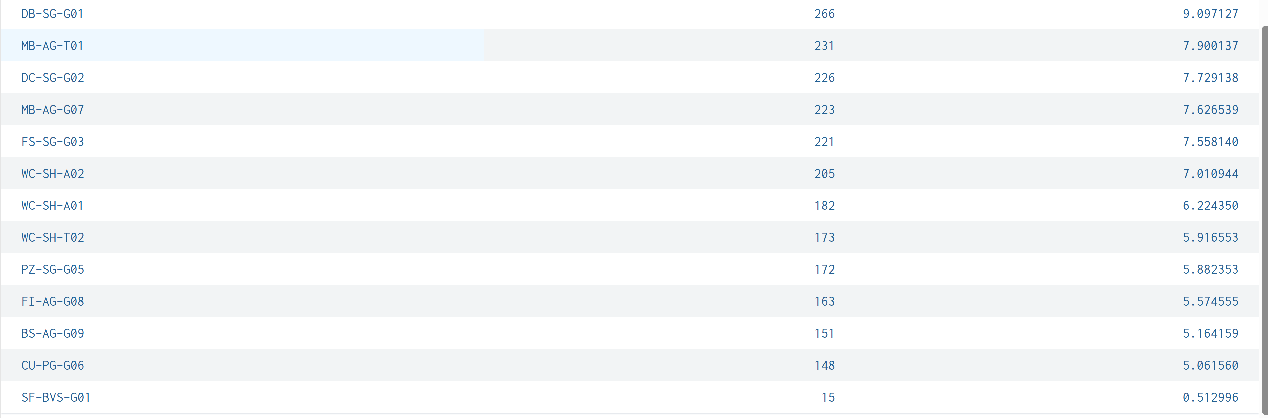 DB-SG-G01 266 9.097127
MB-AG-T01 231 7.900137
DC-SG-G02 226 7.729138
MB-AG-G07 223 7.626539
FS-SG-G03 221 7.558140
WC-SH-A02 205 7.010944
WC-SH-A01 182 6.224350
WC-SH-T02 173 5.916553
PZ-SG-G05 172 5.882353
FI-AG-G08 163 5.574555
BS-AG-G09 151 5.164159
CU-PG-G06 148 5.061560
SF-BVS-G01 15 0.512996